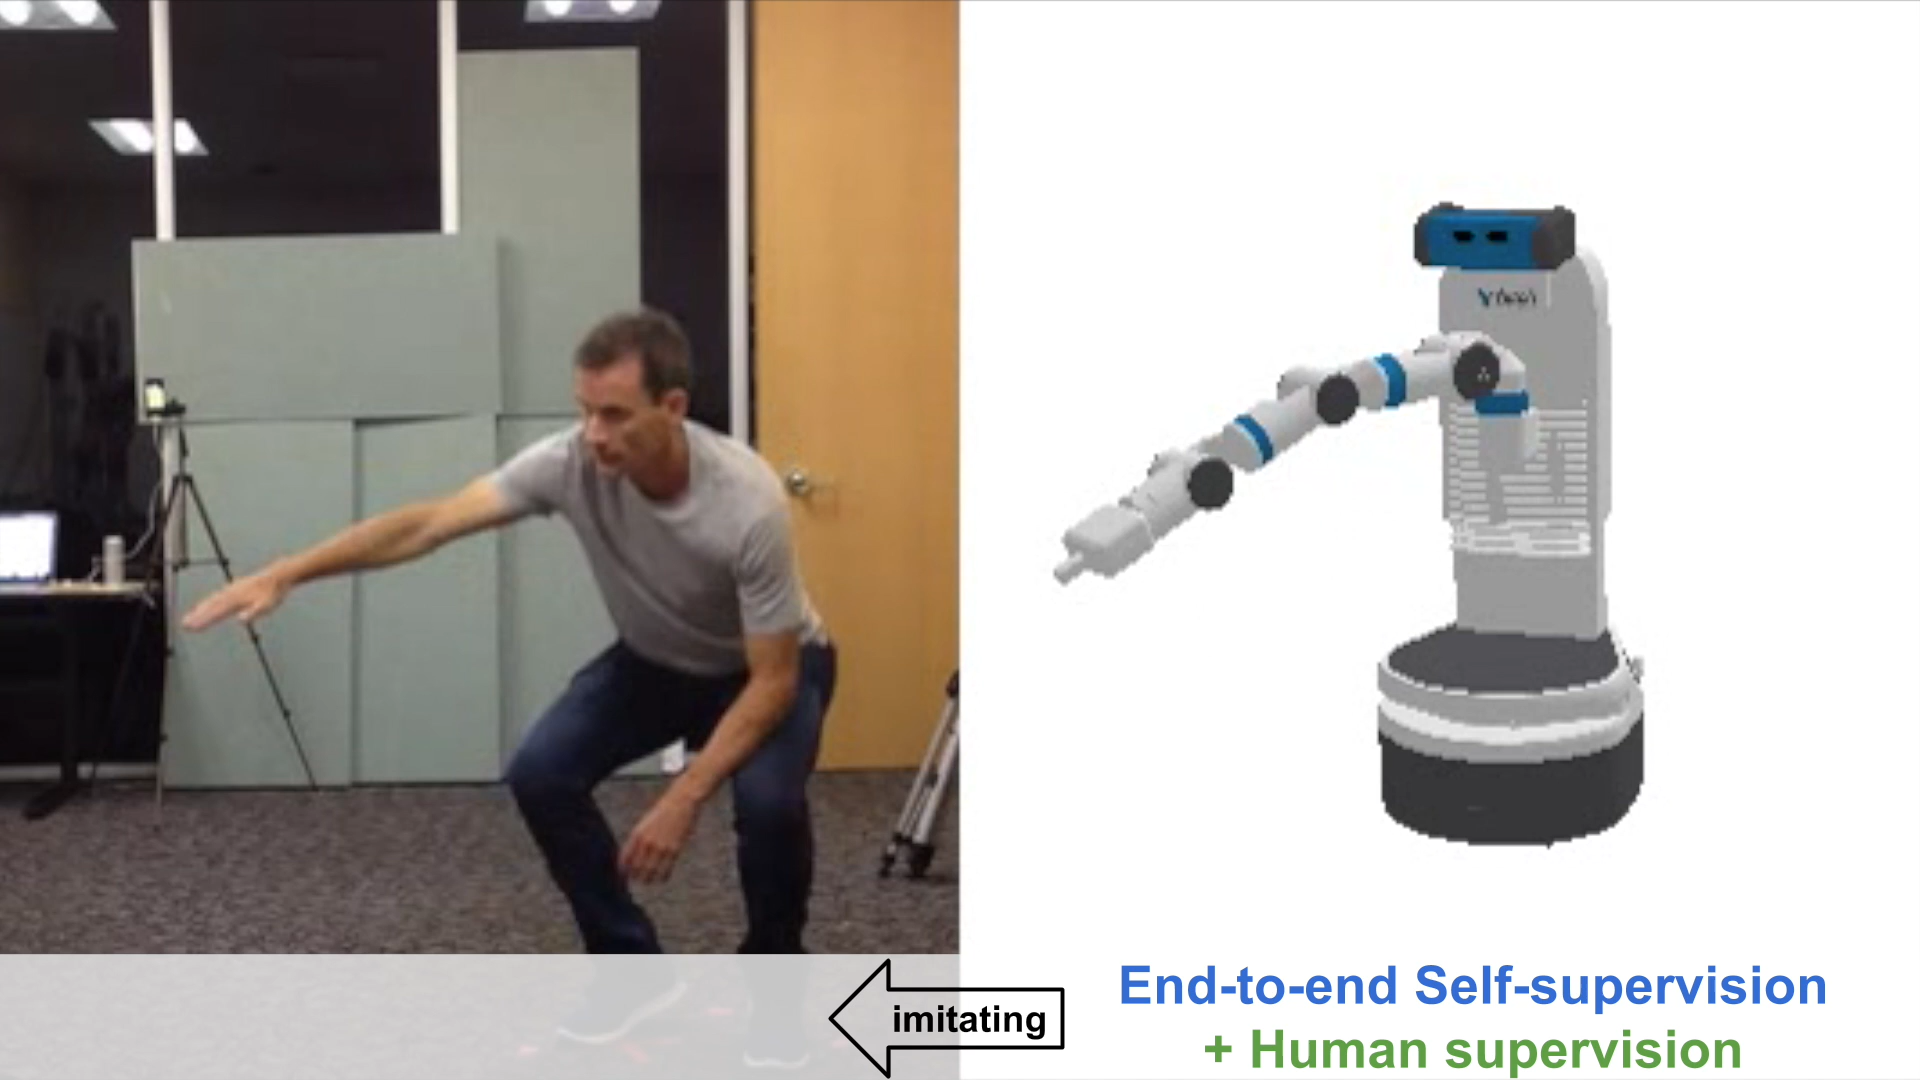 imitating
End-to-end Self-supervision
+ Human supervision